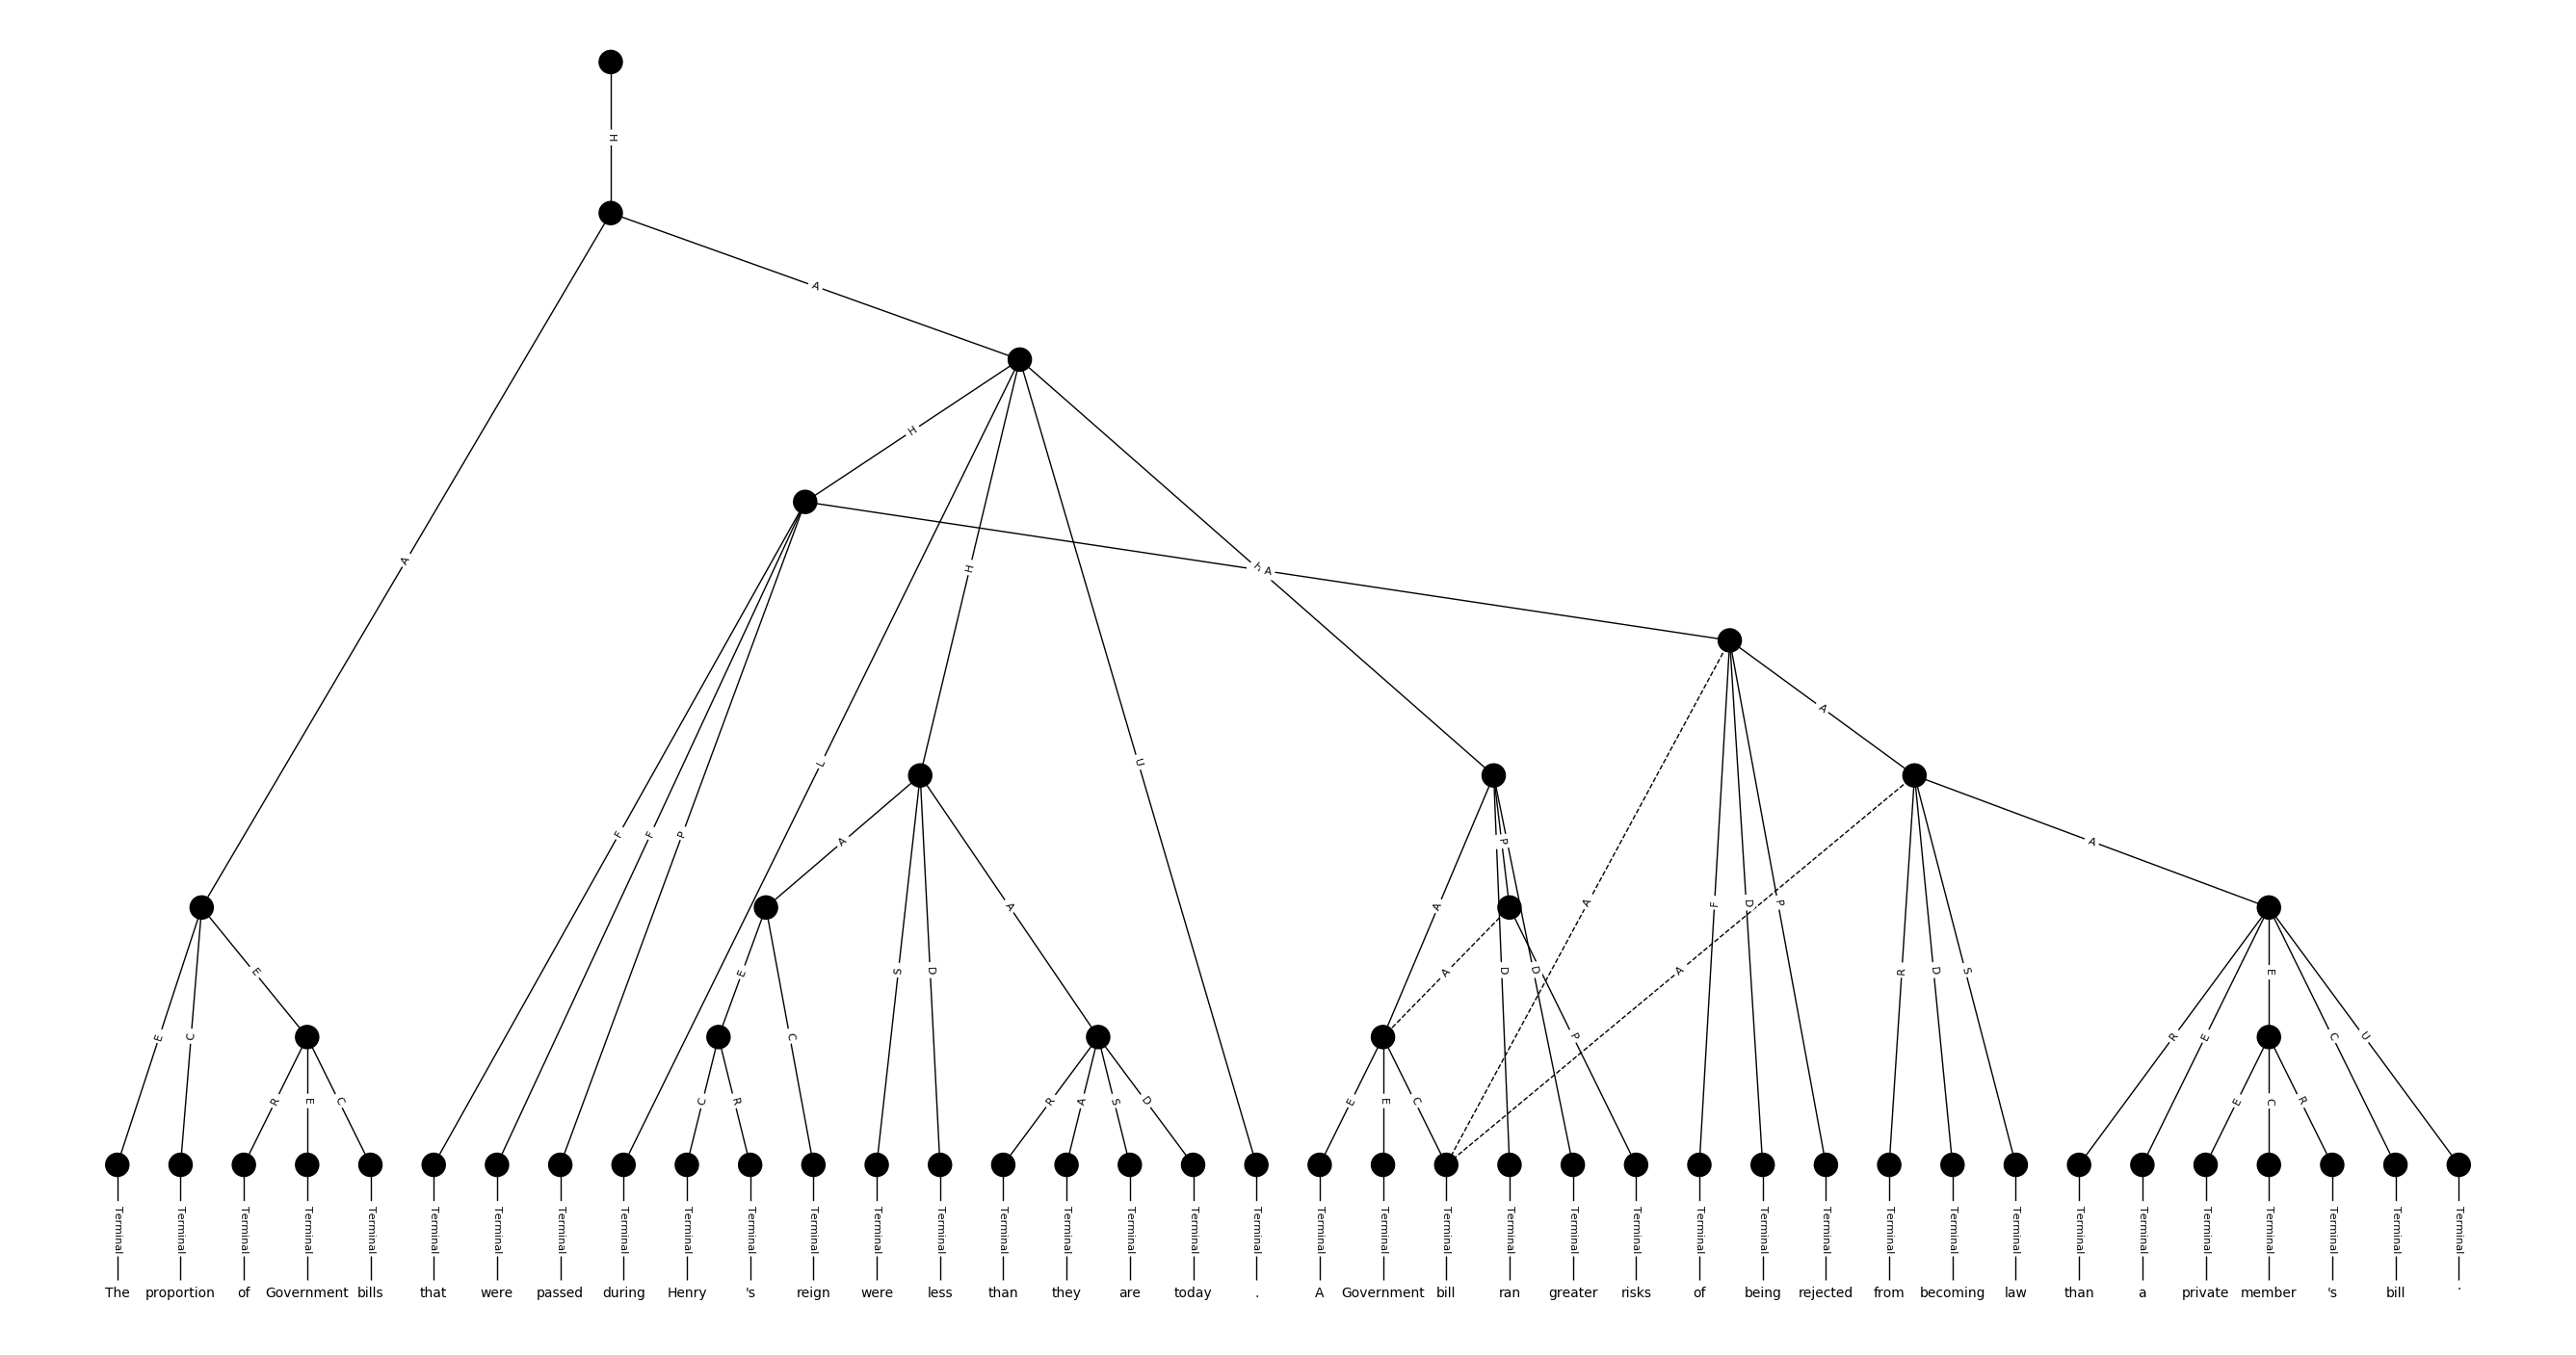 H
A
H
H A
A
H
L U
A
F F P A A
P
A F D P A
E E S D A D D A R D S E
E C C P R E C U
R E C C R R A S D E E C E C R
Terminal Terminal Terminal Terminal Terminal Terminal Terminal Terminal Terminal Terminal Terminal Terminal Terminal Terminal Terminal Terminal Terminal Terminal Terminal Terminal Terminal Terminal Terminal Terminal Terminal Terminal Terminal Terminal Terminal Terminal Terminal Terminal Terminal Terminal Terminal Terminal Terminal Terminal
The proportion of Government bills that were passed during Henry 's reign were less than they are today . A Government bill ran greater risks of being rejected from becoming law than a private member 's bill .